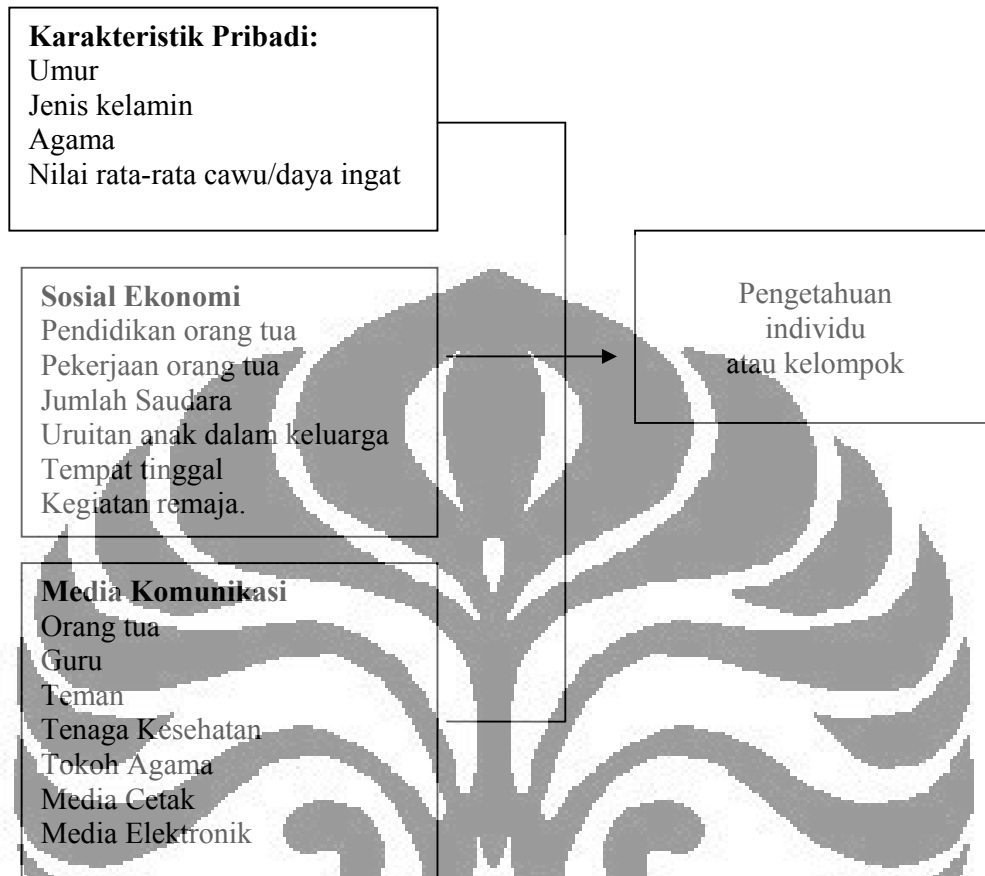 Karakteristik Pribadi:
Umur
Jenis kelamin
Agama
Nilai rata-rata cawu/daya ingat
Sosial Ekonomi
Pendidikan orang tua
Pekerjaan orang tua
Jumlah Saudara
Uruitan anak dalam keluarga
Tempat tinggal
Kegiatan remaja.
Pengetahuan
individu
atau kelompok
Media Komunikasi
Orang tua
Guru
Teman
Tenaga Kesehatan
Tokoh Agama
Media Cetak
Media Elektronik